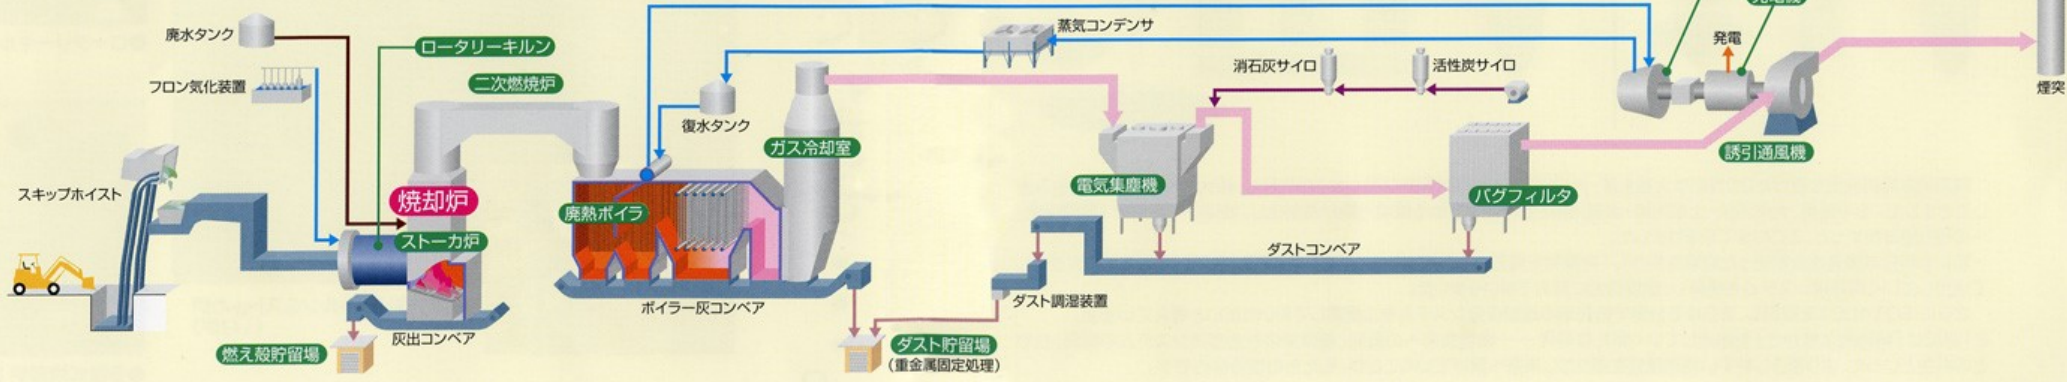 廃水タンク
フロン気化装置
スキップホイスト
ロータリーキルン
二次燃焼炉
焼却炉
ストーカ炉
灰出コンベア
燃え殻貯留場
廃熱ボイラ
ボイラー灰コンベア
復水タンク
ガス冷却室
蒸気コンデンサ
電気集塵機
消石灰サイロ
活性炭サイロ
バグフィルタ
ダストコンベア
ダスト調湿装置
ダスト貯留場
(重金属固定処理)
発電
誘引通風機
煙突